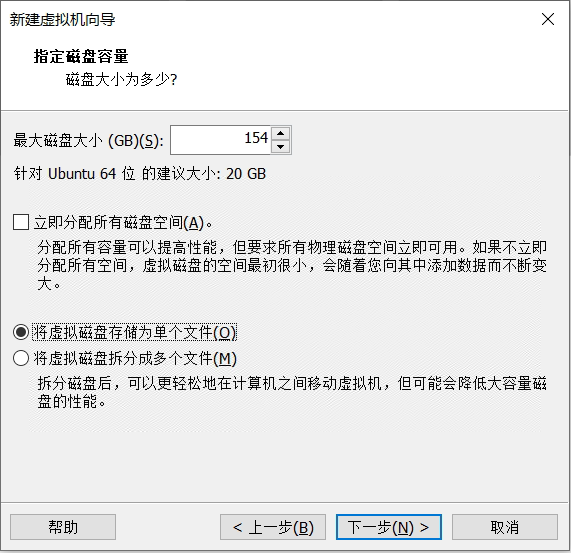 新建虚拟机向导
指定磁盘容量
磁盘大小为多少?
最大磁盘大小 (GB)(S): 154
针对 Ubuntu 64 位 的建议大小: 20 GB
立即分配所有磁盘空间(A)。
分配所有容量可以提高性能，但要求所有物理磁盘空间立即可用。如果不立即
分配所有空间，虚拟磁盘的空间最初很小，会随着您向其中添加数据而不断变
大。
将虚拟磁盘存储为单个文件(O)
将虚拟磁盘拆分成多个文件(M)
拆分磁盘后，可以更轻松地在计算机之间移动虚拟机，但可能会降低大容量磁
盘的性能。
帮助 < 上一步(B) 下一步(N) > 取消